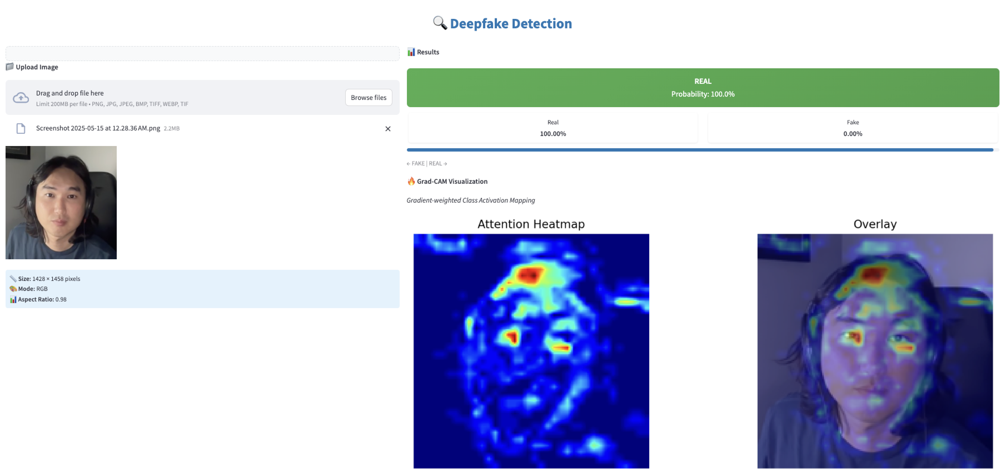 Deepfake Detection
Upload Image
Drag and drop file here
Limit 200MB per file • PNG, JPG, JPEG, BMP, TIFF, WEBP, TIF
Browse files
Screenshot 2025-05-15 at 12.28.36 AM.png 2.2MB
Size: 1428 × 1458 pixels
Mode: RGB
Aspect Ratio: 0.98
Results
REAL
Probability: 100.0%
Real
100.00%
Fake
0.00%
← FAKE | REAL →
Grad-CAM Visualization
Gradient-weighted Class Activation Mapping
Attention Heatmap
Overlay